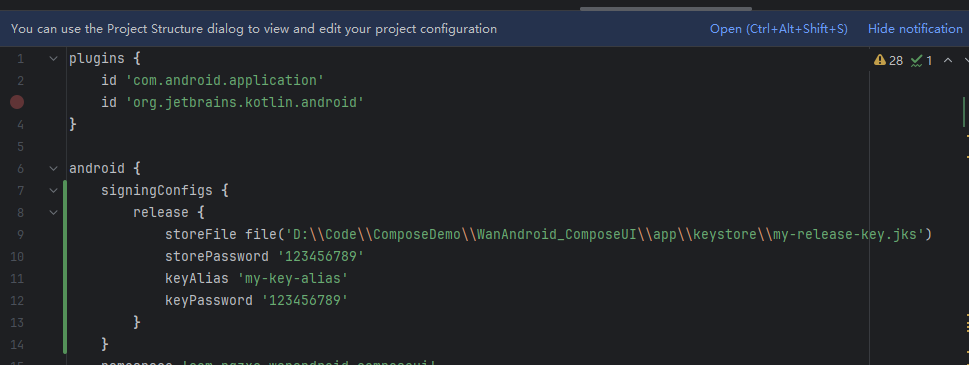 You can use the Project Structure dialog to view and edit your project configuration Open (Ctrl+Alt+Shift+S) Hide notification
1 plugins { 28 1
2 id 'com.android.application'
id 'org.jetbrains.kotlin.android'
4 }
5
6 android {
7 signingConfigs {
8 release {
9 storeFile file('D:\\Code\\ComposeDemo\\WanAndroid_ComposeUI\\app\\keystore\\my-release-key.jks')
10 storePassword '123456789'
11 keyAlias 'my-key-alias'
12 keyPassword '123456789'
13 }
14 }
15